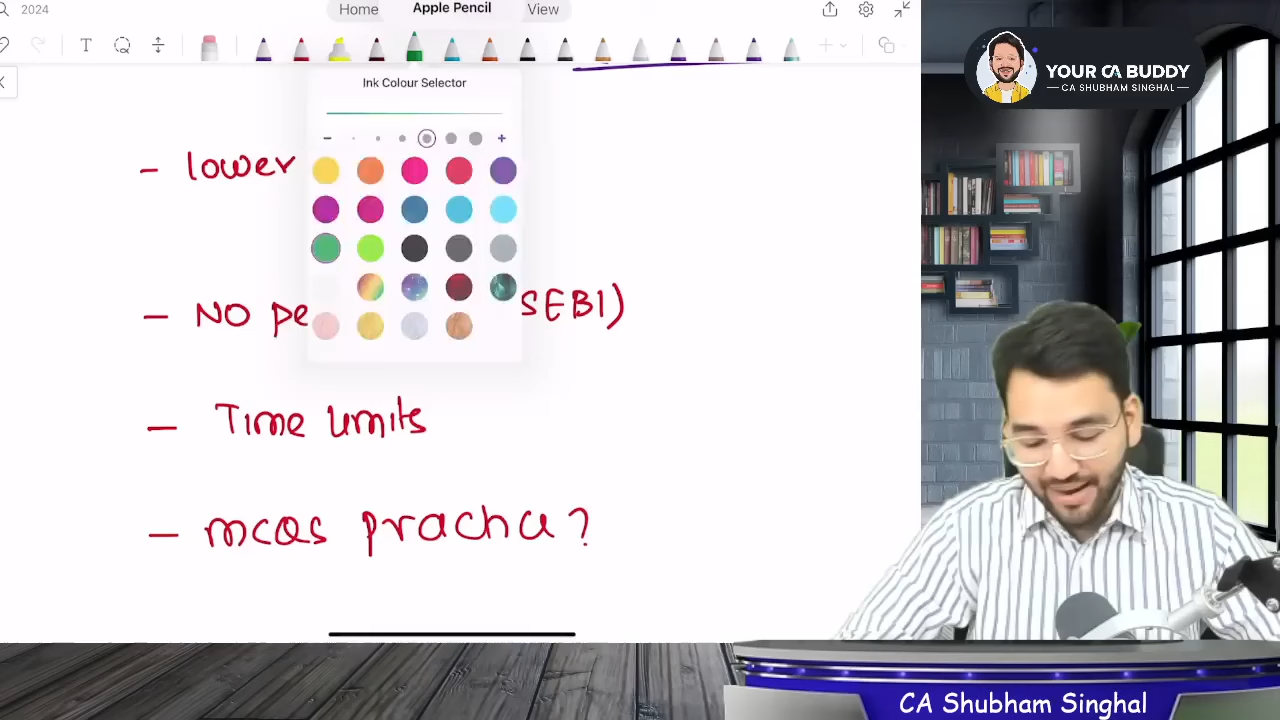 2024
Home Apple Pencil View
T
Ink Colour Selector
YOUR CA BUDDY
CA SHUBHAM SINGHAL
- lower
- NO pe SEBI)
- Time limits
- mcqs practice?
CA Shubham Singhal